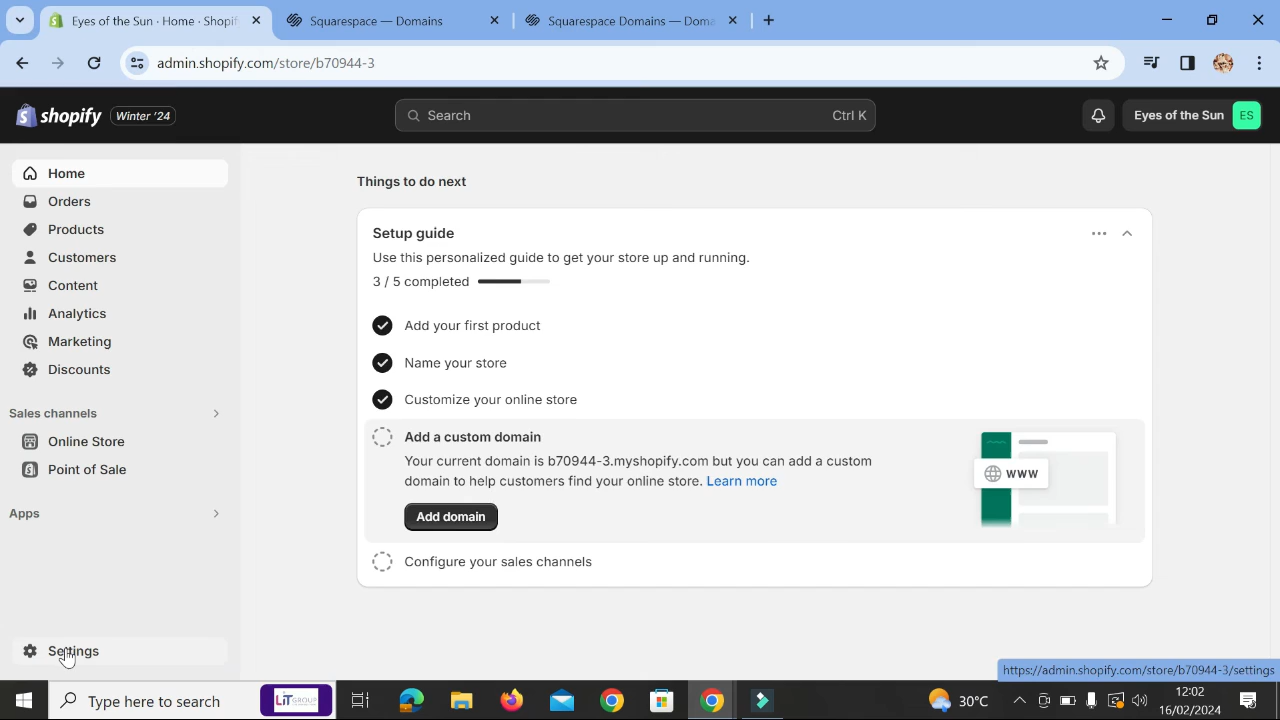 Eyes of the Sun · Home · Shopif
Squarespace — Domains
Squarespace Domains — Doma
admin.shopify.com/store/b70944-3
shopify Winter '24
Search Ctrl K
Eyes of the Sun ES
Home
Orders
Products
Customers
Content
Analytics
Marketing
Discounts
Sales channels
Online Store
Point of Sale
Apps
Settings
Things to do next
Setup guide
Use this personalized guide to get your store up and running.
3 / 5 completed
Add your first product
Name your store
Customize your online store
Add a custom domain
Your current domain is b70944-3.myshopify.com but you can add a custom
domain to help customers find your online store. Learn more
Add domain
WWW
Configure your sales channels
https://admin.shopify.com/store/b70944-3/settings
Type here to search
LiT GROUP
30°C
12:02
16/02/2024